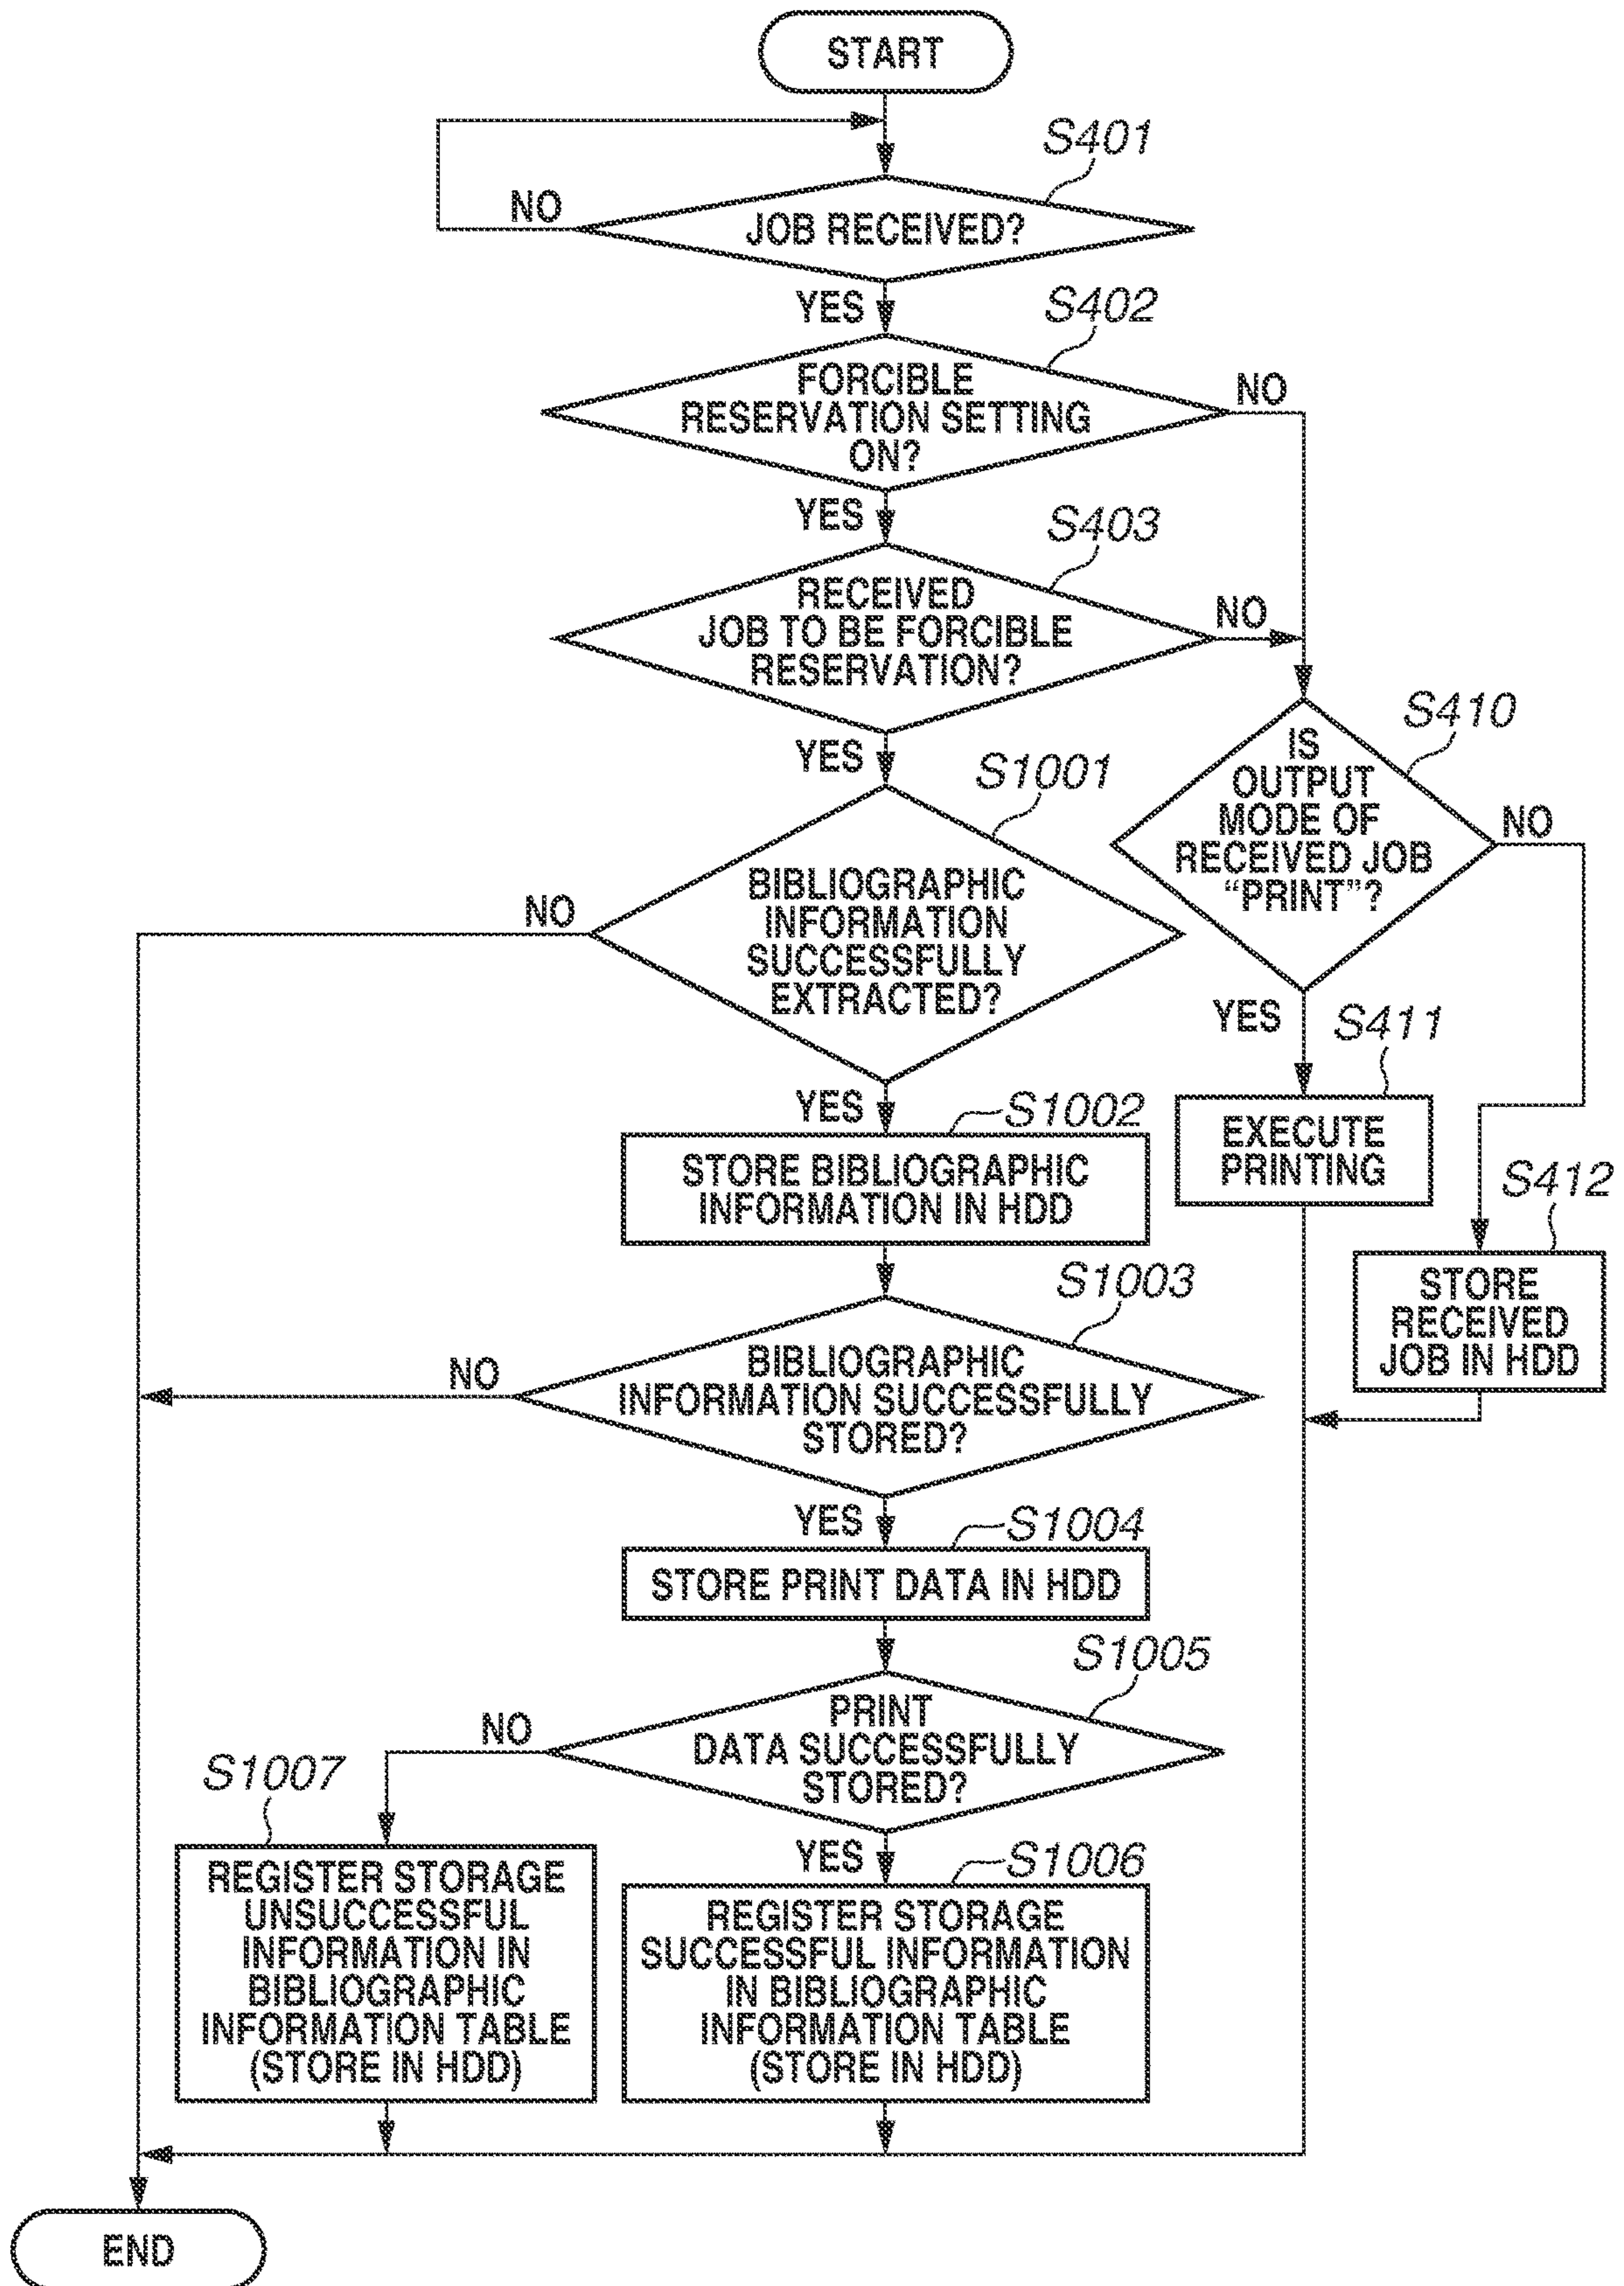 START
S401
NO
JOB RECEIVED?
YES
S402
FORCIBLE
RESERVATION SETTING
ON?
NO
YES
S403
RECEIVED
JOB TO BE FORCIBLE
RESERVATION?
NO
YES
S410
IS
OUTPUT
MODE OF
RECEIVED JOB
“PRINT”?
NO
S1001
BIBLIOGRAPHIC
INFORMATION
SUCCESSFULLY
EXTRACTED?
NO
YES
S411
EXECUTE
PRINTING
YES
S1002
STORE BIBLIOGRAPHIC
INFORMATION IN HDD
S412
STORE
RECEIVED
JOB IN HDD
S1003
BIBLIOGRAPHIC
INFORMATION SUCCESSFULLY
STORED?
NO
YES
S1004
STORE PRINT DATA IN HDD
S1005
PRINT
DATA SUCCESSFULLY
STORED?
NO
S1007
REGISTER STORAGE
UNSUCCESSFUL
INFORMATION IN
BIBLIOGRAPHIC
INFORMATION TABLE
(STORE IN HDD)
YES
S1006
REGISTER STORAGE
SUCCESSFUL INFORMATION
IN BIBLIOGRAPHIC
INFORMATION TABLE
(STORE IN HDD)
END